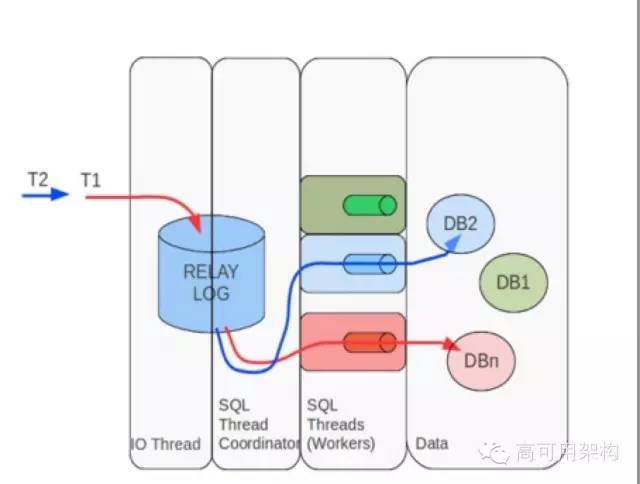 T2
T1
RELAY
LOG
DB2
DB1
DBn
IO Thread
SQL
Thread
Coordinator
SQL
Threads
(Workers)
Data
高可用架构